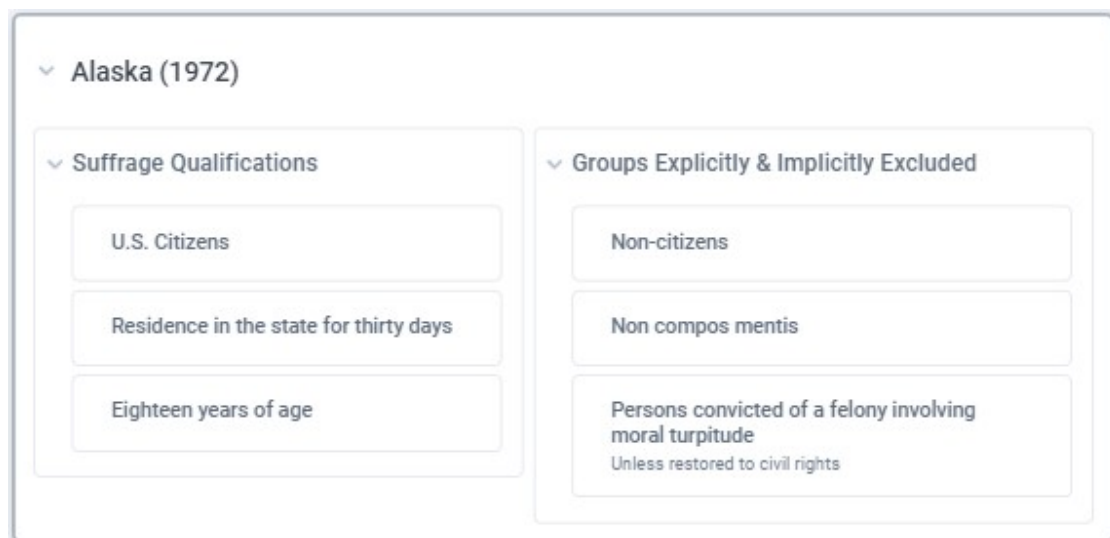 Alaska (1972)
Suffrage Qualifications
U.S. Citizens
Residence in the state for thirty days
Eighteen years of age
Groups Explicitly & Implicitly Excluded
Non-citizens
Non compos mentis
Persons convicted of a felony involving
moral turpitude
Unless restored to civil rights